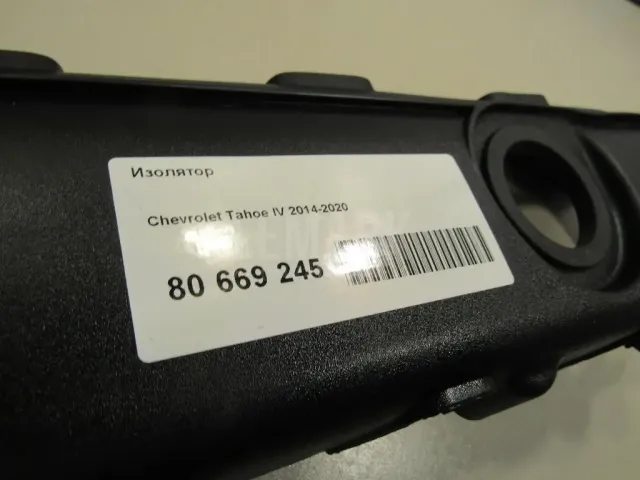 Изолятор
Chevrolet Tahoe IV 2014-2020
80 669 245